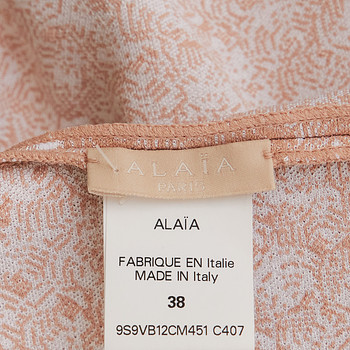 ALAÏA
PARIS
ALAÏA
FABRIQUE EN Italie
MADE IN Italy
38
9S9VB12CM451 C407